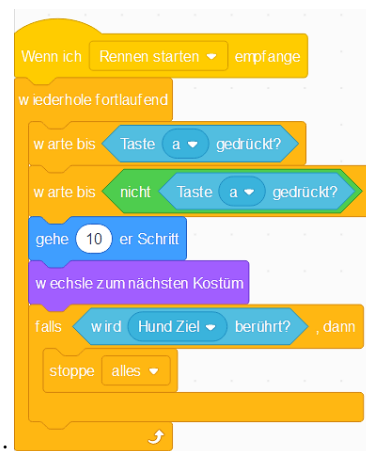 Wenn ich Rennen starten empfange
wiederhole fortlaufend
warte bis Taste a gedrückt?
warte bis nicht Taste a gedrückt?
gehe 10 er Schritt
wechsle zum nächsten Kostüm
falls wird Hund Ziel berührt? , dann
stoppe alles